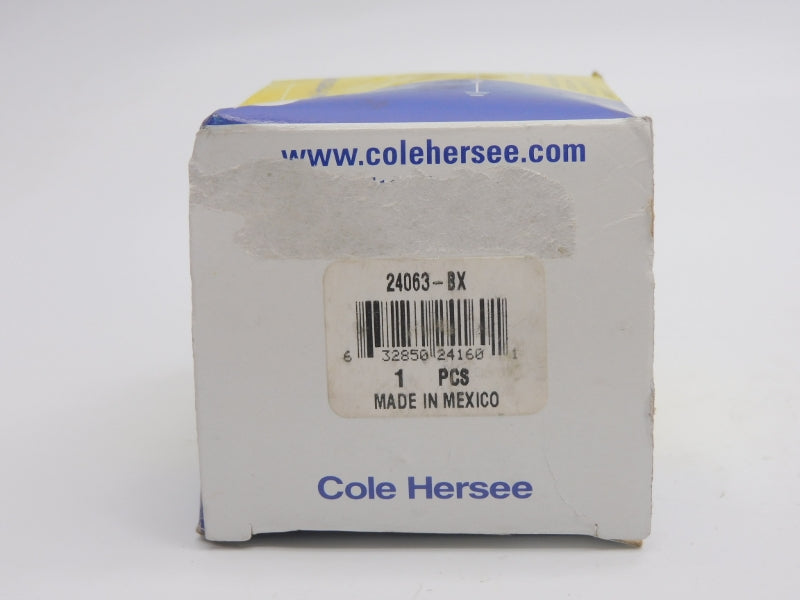 www.colehersee.com
24063-BX
6 32850 24160 1
1 PCS
MADE IN MEXICO
Cole Hersee